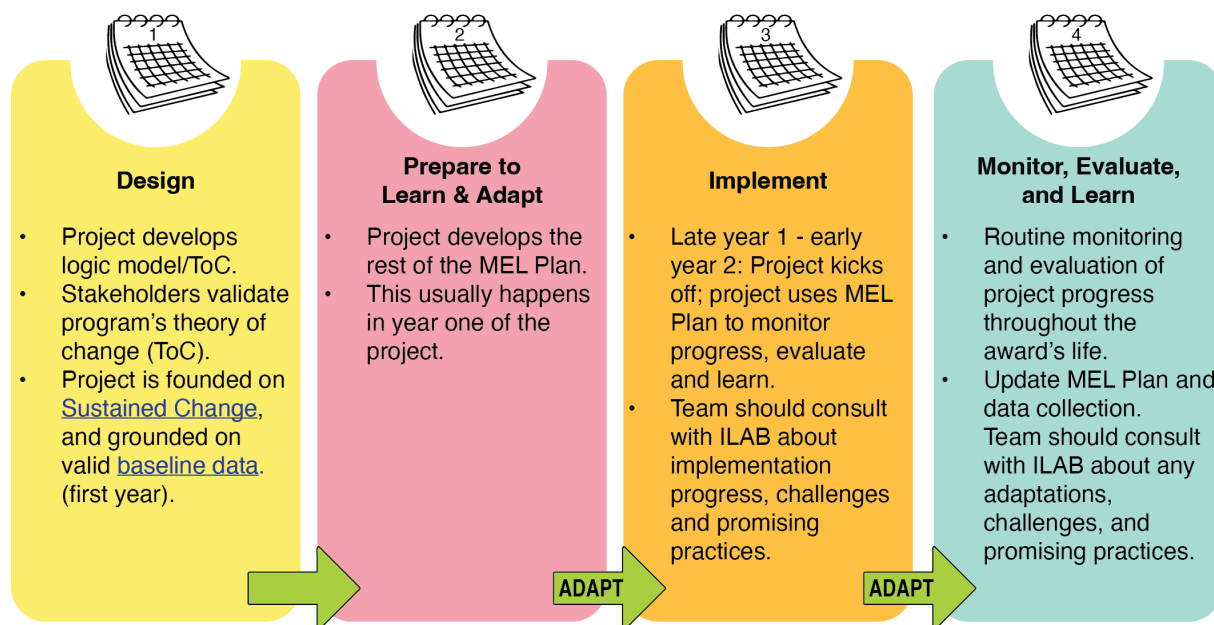 1
Design
• Project develops
logic model/ToC.
• Stakeholders validate
program's theory of
change (ToC).
• Project is founded on
Sustained Change,
and grounded on
valid baseline data.
(first year).
2
Prepare to
Learn & Adapt
• Project develops the
rest of the MEL Plan.
• This usually happens
in year one of the
project.
ADAPT
3
Implement
• Late year 1 - early
year 2: Project kicks
off; project uses MEL
Plan to monitor
progress, evaluate
and learn.
• Team should consult
with ILAB about
implementation
progress, challenges
and promising
practices.
ADAPT
4
Monitor, Evaluate,
and Learn
• Routine monitoring
and evaluation of
project progress
throughout the
award's life.
• Update MEL Plan and
data collection.
Team should consult
with ILAB about any
adaptations,
challenges, and
promising practices.